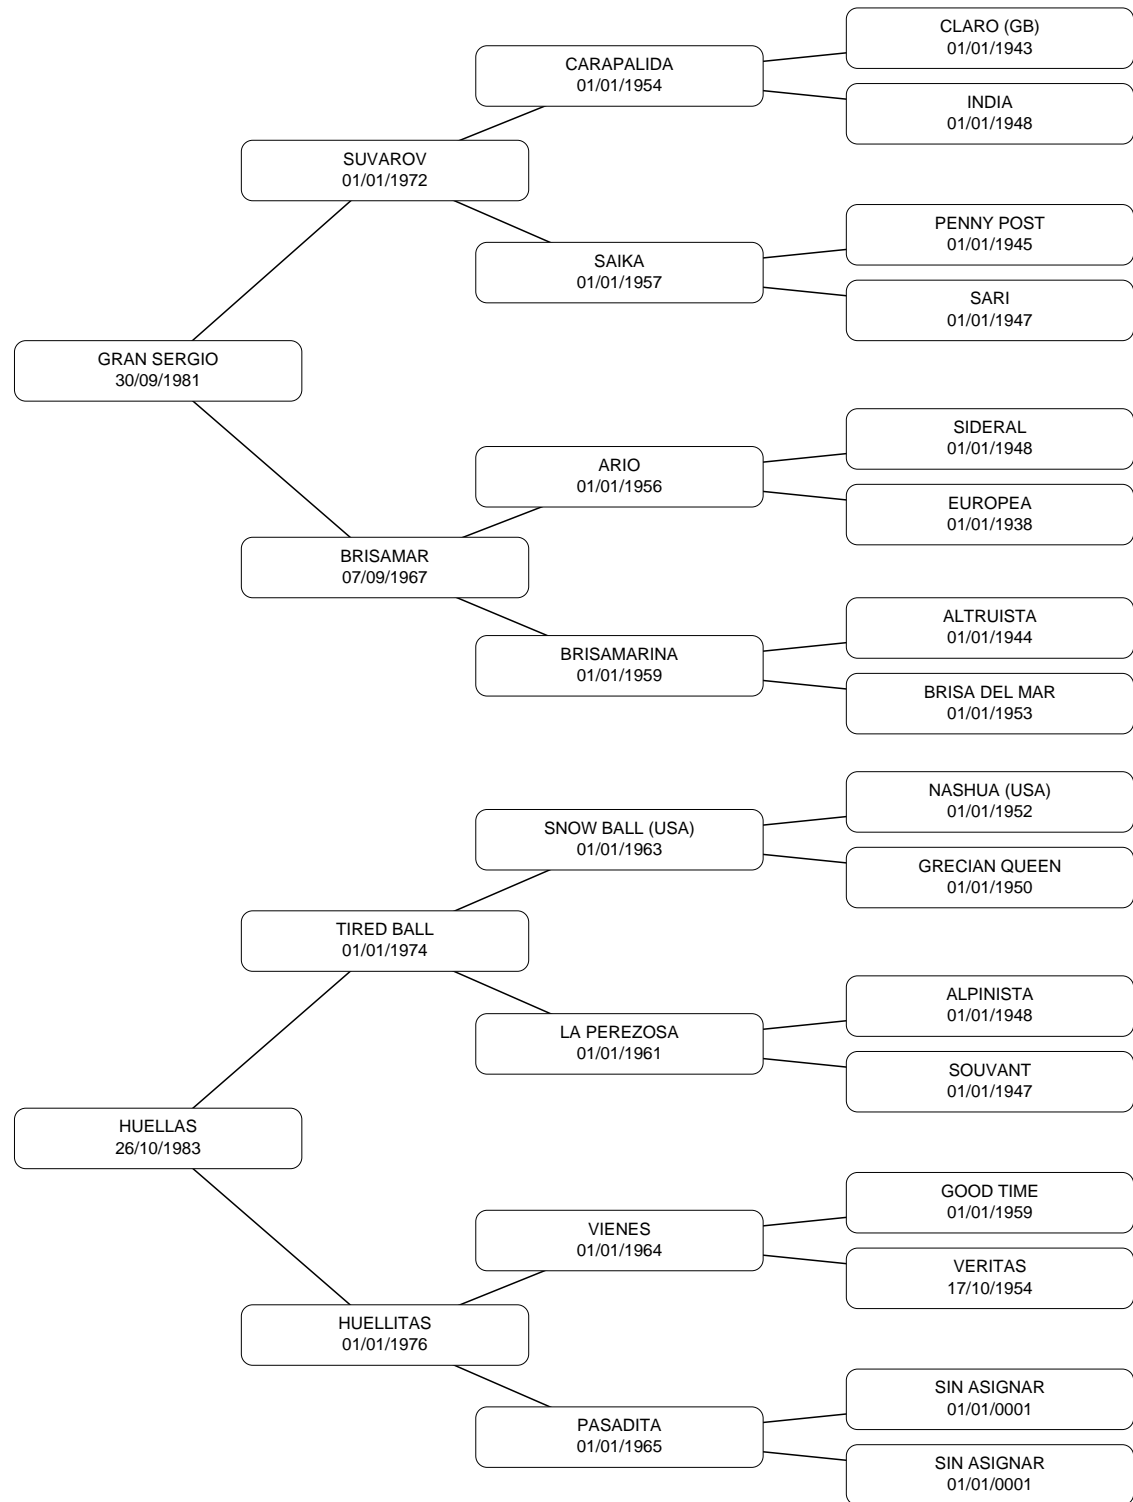 CLARO (GB)
01/01/1943
CARAPALIDA
01/01/1954
INDIA
01/01/1948
SUVAROV
01/01/1972
PENNY POST
01/01/1945
SAIKA
01/01/1957
SARI
01/01/1947
GRAN SERGIO
30/09/1981
SIDERAL
01/01/1948
ARIO
01/01/1956
EUROPEA
01/01/1938
BRISAMAR
07/09/1967
ALTRUISTA
01/01/1944
BRISAMARINA
01/01/1959
BRISA DEL MAR
01/01/1953
NASHUA (USA)
01/01/1952
SNOW BALL (USA)
01/01/1963
GRECIAN QUEEN
01/01/1950
TIRED BALL
01/01/1974
ALPINISTA
01/01/1948
LA PEREZOSA
01/01/1961
SOUVANT
01/01/1947
HUELLAS
26/10/1983
GOOD TIME
01/01/1959
VIENES
01/01/1964
VERITAS
17/10/1954
HUELLITAS
01/01/1976
SIN ASIGNAR
01/01/0001
PASADITA
01/01/1965
SIN ASIGNAR
01/01/0001